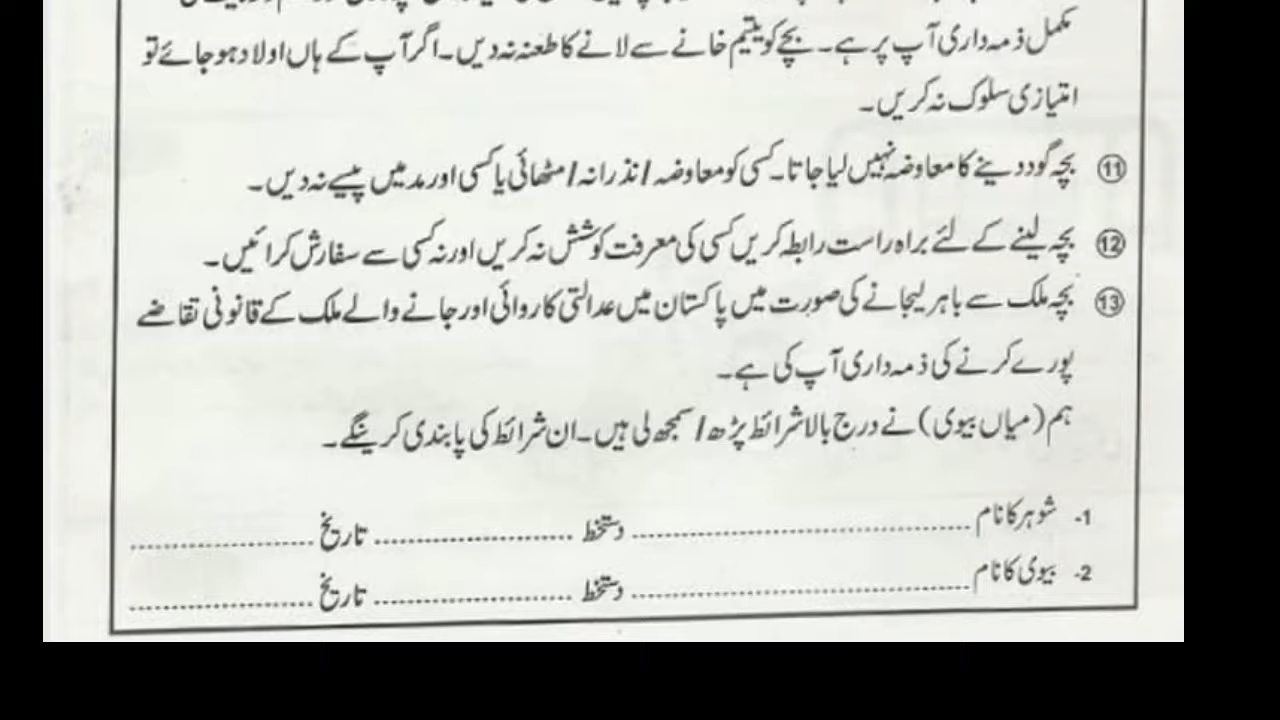 مکمل ذمہ داری آپ پر ہے۔ بچے کو یتیم خانے سے لانے کا طعنہ نہ دیں۔ اگر آپ کے ہاں اولاد ہو جائے تو
امتیازی سلوک نہ کریں۔
⑪ بچہ گود دینے کا معاوضہ نہیں لیا جاتا۔ کسی کو معاوضہ / نذرانہ / مٹھائی یا کسی اور مد میں پیسے نہ دیں۔
⑫ بچہ لینے کے لئے براہ راست رابطہ کریں کسی کی معرفت کوشش نہ کریں اور نہ کسی سے سفارش کرائیں۔
⑬ بچہ ملک سے باہر لیجانے کی صورت میں پاکستان میں عدالتی کاروائی اور جانے والے ملک کے قانونی تقاضے
پورے کرنے کی ذمہ داری آپ کی ہے۔
ہم (میاں بیوی) نے درج بالا شرائط پڑھ / سمجھ لی ہیں۔ ان شرائط کی پابندی کرینگے۔
1- شوہر کا نام ........................ دستخط ........................ تاریخ ........................
2- بیوی کا نام ........................ دستخط ........................ تاریخ ........................